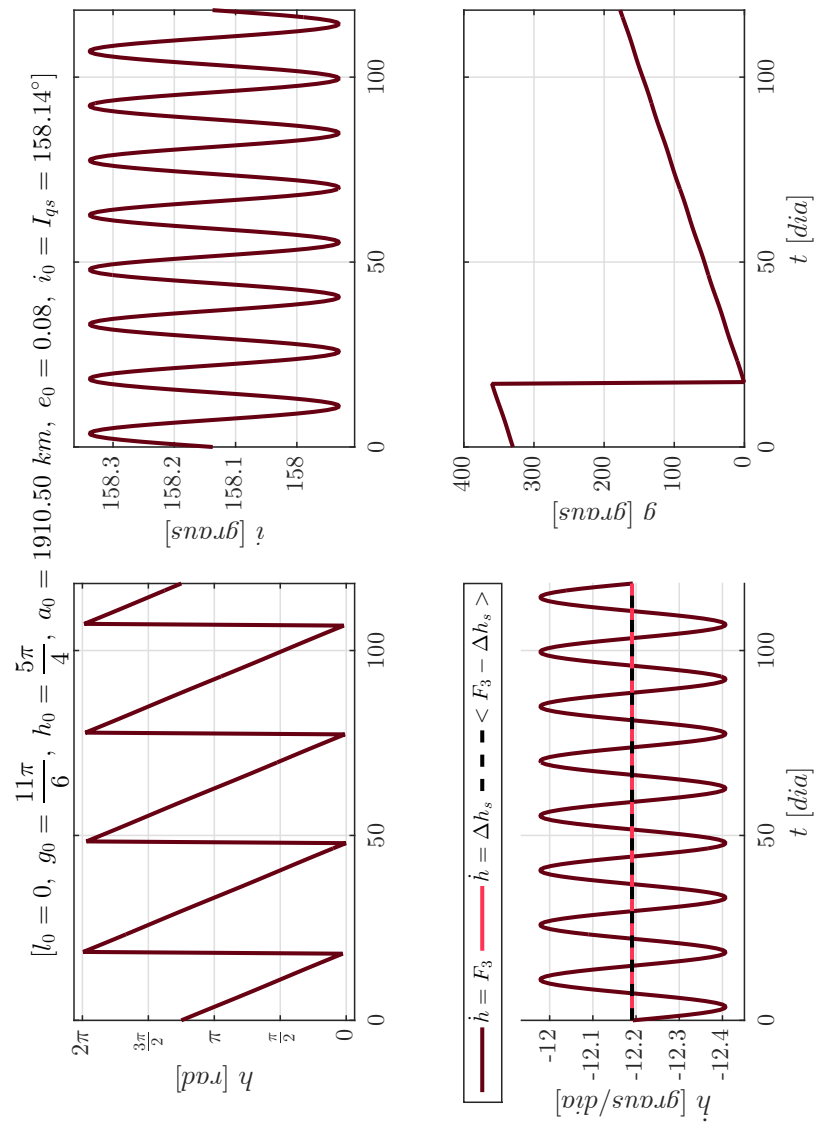 [l₀ = 0, g₀ = 11π/6, h₀ = 5π/4, a₀ = 1910.50 km, e₀ = 0.08, i₀ = I_qs = 158.14°]
h [rad]
2π
3π/2
π
π/2
0
0 50 100
i [graus]
158.3
158.2
158.1
158
0 50 100
ḣ = F₃ ḣ = Δh_s < F₃ − Δh_s >
ḣ [graus/dia]
-12
-12.1
-12.2
-12.3
-12.4
0 50 100
t [dia]
g [graus]
400
300
200
100
0
0 50 100
t [dia]